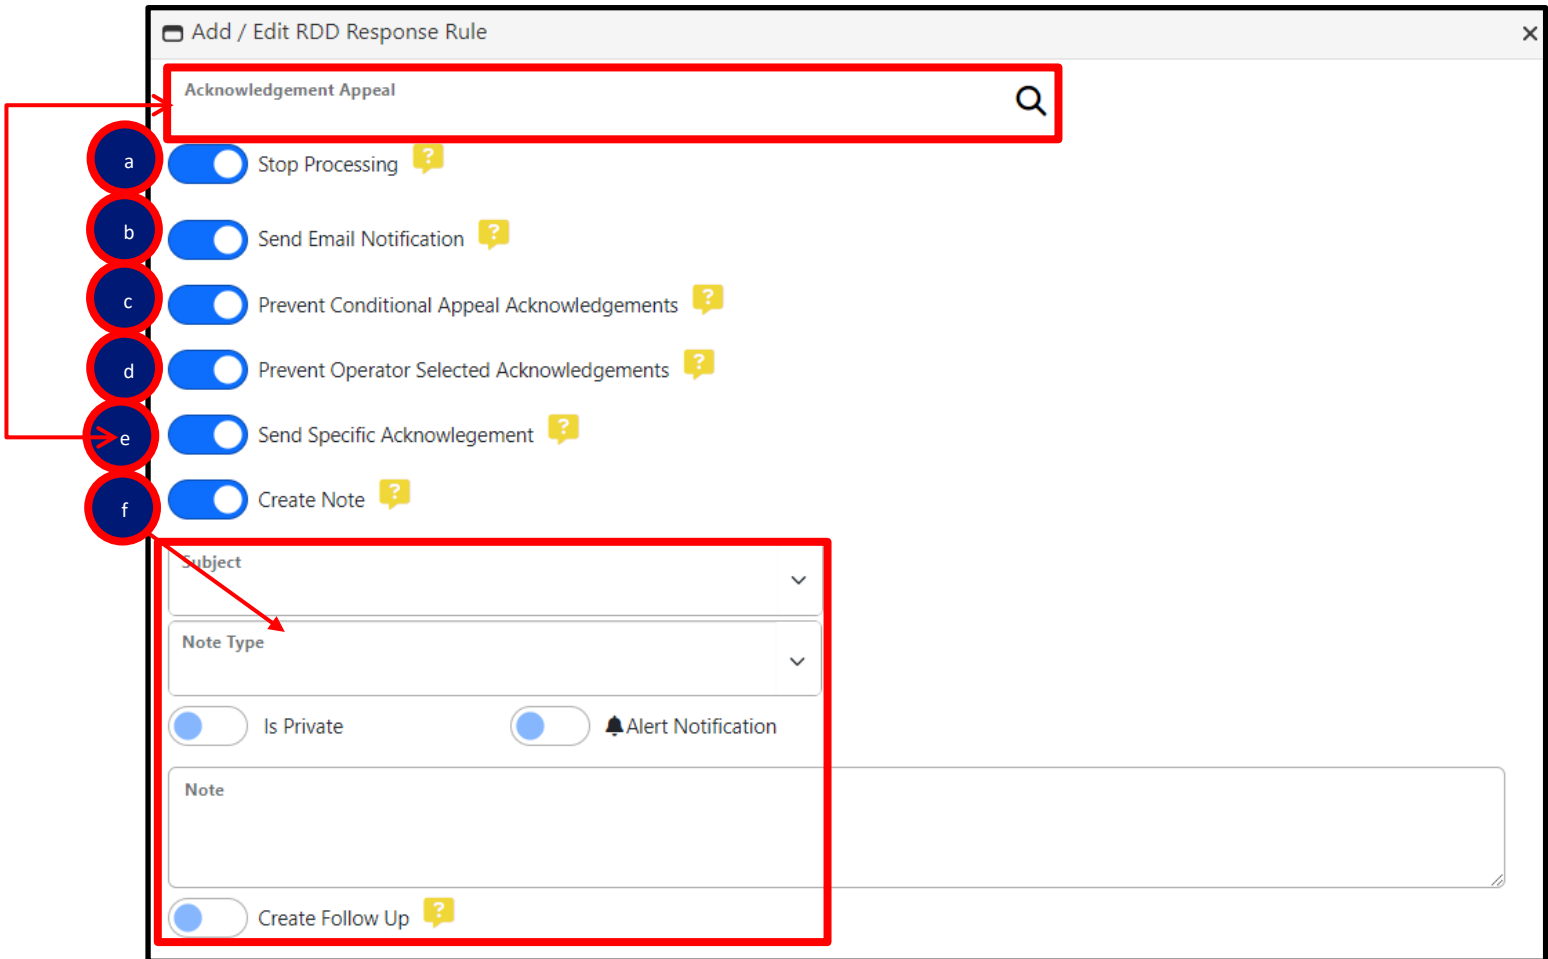 Add / Edit RDD Response Rule
Acknowledgement Appeal
a
Stop Processing ?
b
Send Email Notification ?
c
Prevent Conditional Appeal Acknowledgements ?
d
Prevent Operator Selected Acknowledgements ?
e
Send Specific Acknowlegement ?
f
Create Note ?
Subject
Note Type
Is Private
Alert Notification
Note
Create Follow Up ?